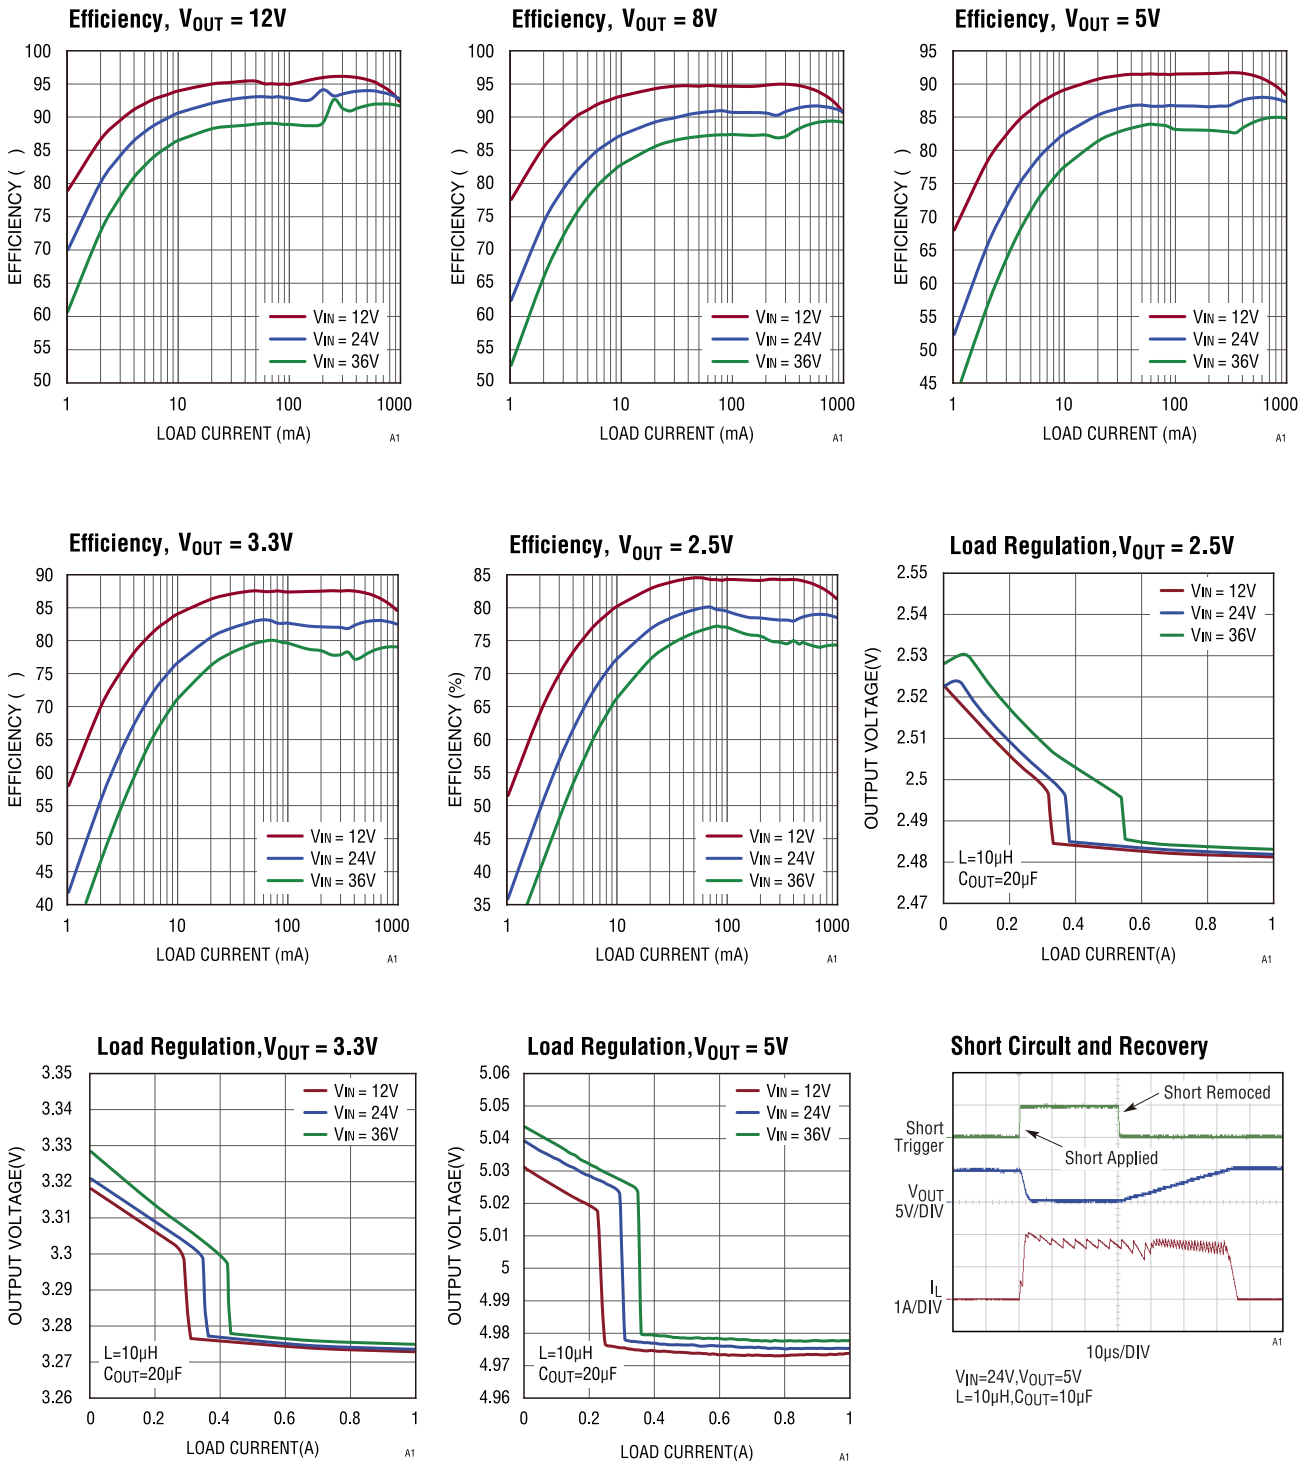 Efficiency, VOUT = 12V
100
95
90
85
80
75
70
65
60
55
50
EFFICIENCY ( )
VIN = 12V
VIN = 24V
VIN = 36V
1 10 100 1000
LOAD CURRENT (mA)
A1
Efficiency, VOUT = 8V
100
95
90
85
80
75
70
65
60
55
50
EFFICIENCY ( )
VIN = 12V
VIN = 24V
VIN = 36V
1 10 100 1000
LOAD CURRENT (mA)
A1
Efficiency, VOUT = 5V
95
90
85
80
75
70
65
60
55
50
45
EFFICIENCY ( )
VIN = 12V
VIN = 24V
VIN = 36V
1 10 100 1000
LOAD CURRENT (mA)
A1
Efficiency, VOUT = 3.3V
90
85
80
75
70
65
60
55
50
45
40
EFFICIENCY ( )
VIN = 12V
VIN = 24V
VIN = 36V
1 10 100 1000
LOAD CURRENT (mA)
A1
Efficiency, VOUT = 2.5V
85
80
75
70
65
60
55
50
45
40
35
EFFICIENCY (%)
VIN = 12V
VIN = 24V
VIN = 36V
1 10 100 1000
LOAD CURRENT (mA)
A1
Load Regulation,VOUT = 2.5V
2.55
2.54
2.53
2.52
2.51
2.5
2.49
2.48
2.47
OUTPUT VOLTAGE(V)
VIN = 12V
VIN = 24V
VIN = 36V
L=10µH
COUT=20µF
0 0.2 0.4 0.6 0.8 1
LOAD CURRENT(A)
A1
Load Regulation,VOUT = 3.3V
3.35
3.34
3.33
3.32
3.31
3.3
3.29
3.28
3.27
3.26
OUTPUT VOLTAGE(V)
VIN = 12V
VIN = 24V
VIN = 36V
L=10µH
COUT=20µF
0 0.2 0.4 0.6 0.8 1
LOAD CURRENT(A)
A1
Load Regulation,VOUT = 5V
5.06
5.05
5.04
5.03
5.02
5.01
5
4.99
4.98
4.97
4.96
OUTPUT VOLTAGE(V)
VIN = 12V
VIN = 24V
VIN = 36V
L=10µH
COUT=20µF
0 0.2 0.4 0.6 0.8 1
LOAD CURRENT(A)
A1
Short Circult and Recovery
Short Remoced
Short
Trigger
Short Applied
VOUT
5V/DIV
IL
1A/DIV
10µs/DIV
A1
VIN=24V,VOUT=5V
L=10µH,COUT=10µF